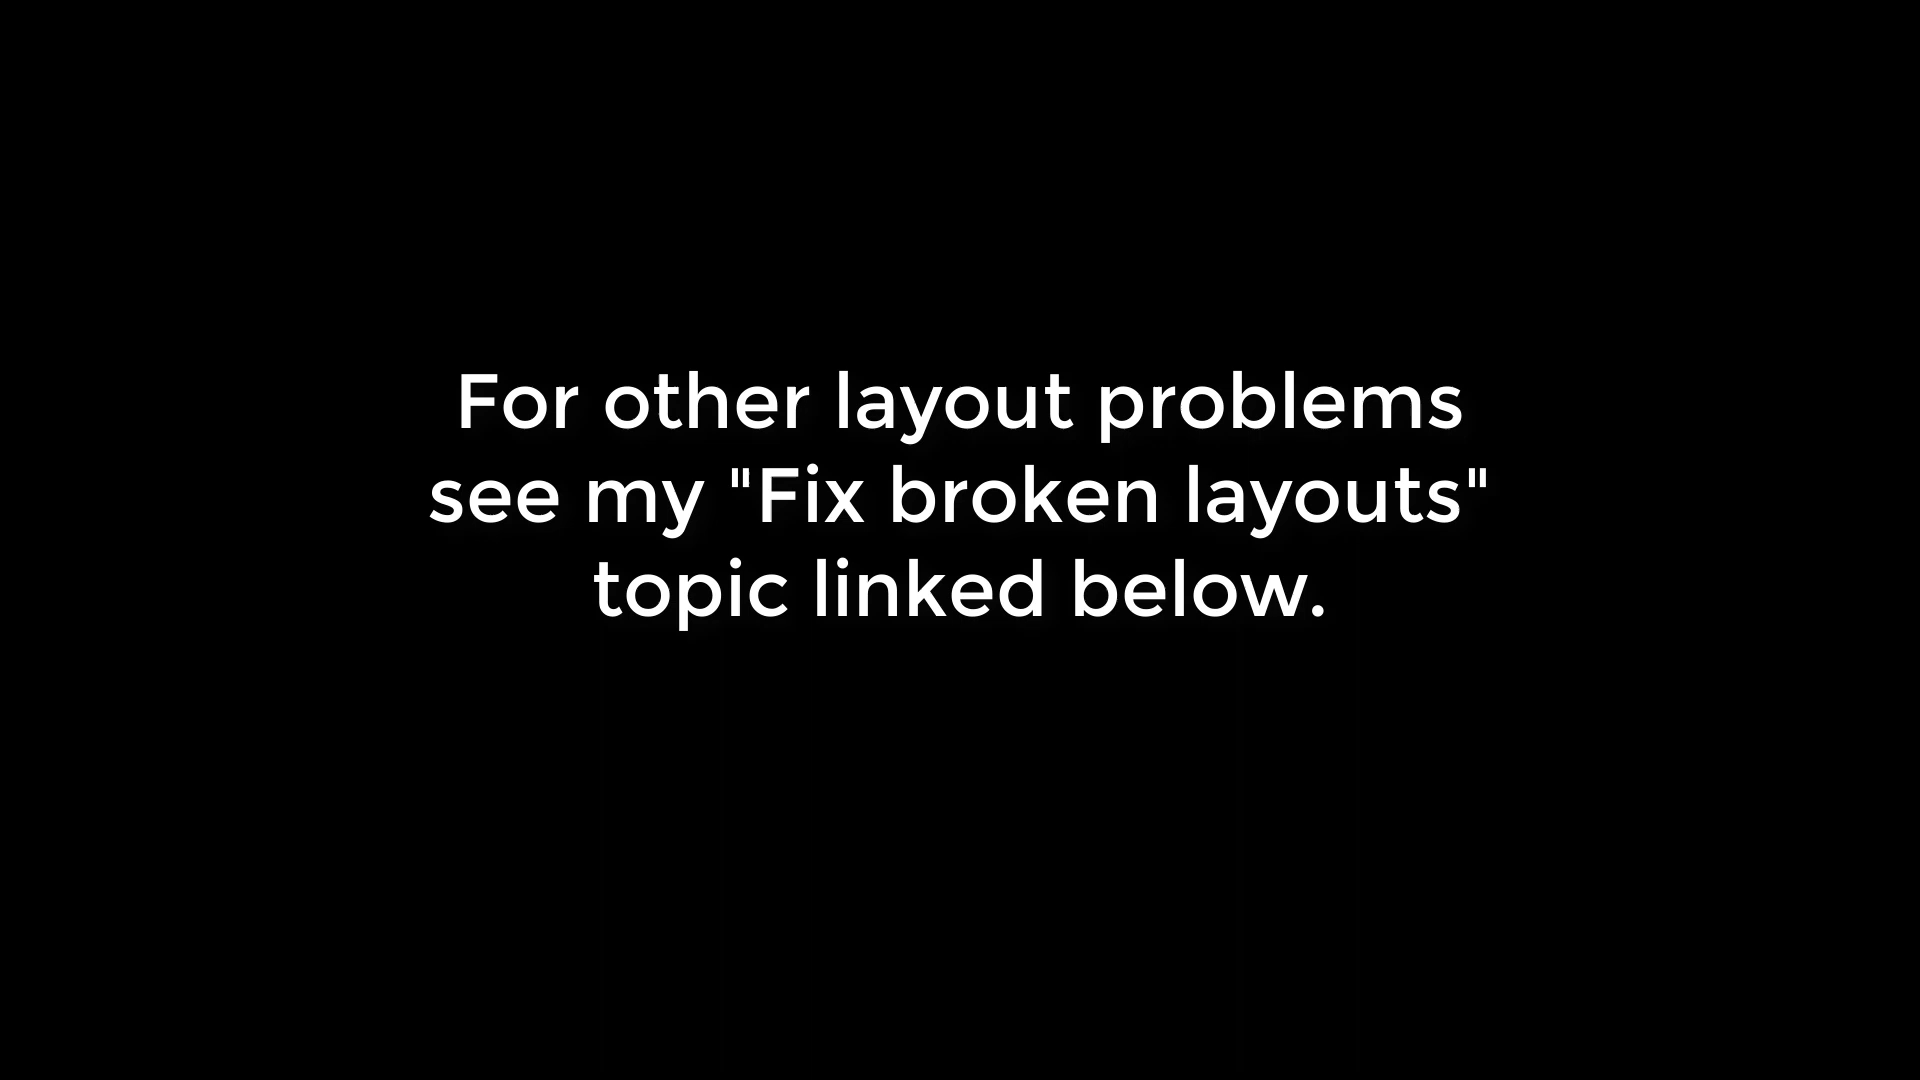 For other layout problems
see my "Fix broken layouts"
topic linked below.